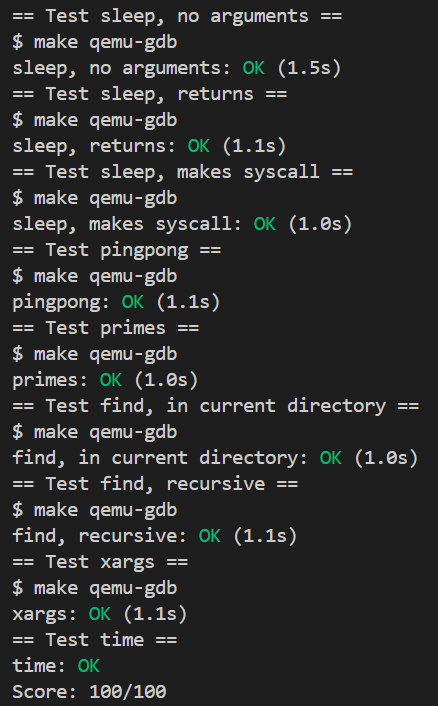 == Test sleep, no arguments ==
$ make qemu-gdb
sleep, no arguments: OK (1.5s)
== Test sleep, returns ==
$ make qemu-gdb
sleep, returns: OK (1.1s)
== Test sleep, makes syscall ==
$ make qemu-gdb
sleep, makes syscall: OK (1.0s)
== Test pingpong ==
$ make qemu-gdb
pingpong: OK (1.1s)
== Test primes ==
$ make qemu-gdb
primes: OK (1.0s)
== Test find, in current directory ==
$ make qemu-gdb
find, in current directory: OK (1.0s)
== Test find, recursive ==
$ make qemu-gdb
find, recursive: OK (1.1s)
== Test xargs ==
$ make qemu-gdb
xargs: OK (1.1s)
== Test time ==
time: OK
Score: 100/100